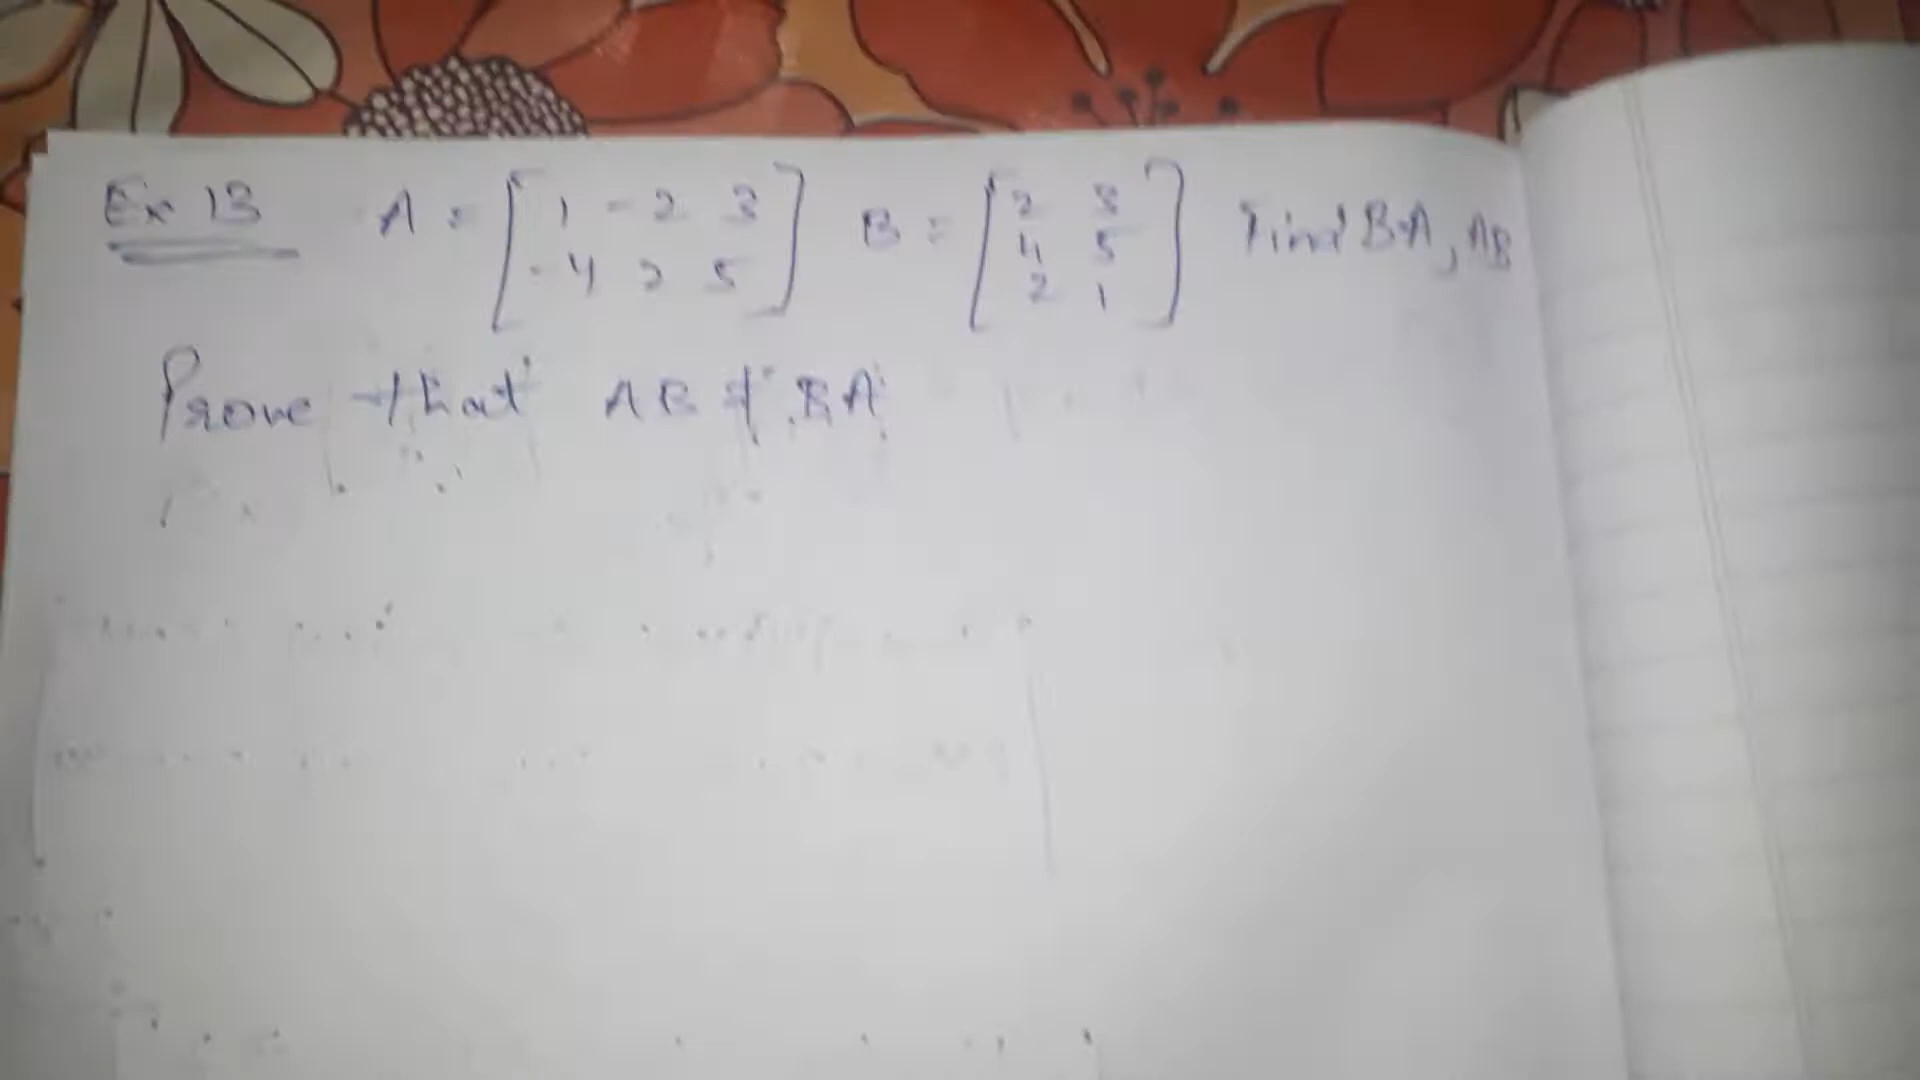 Ex 13 A = [ 1 -2 3 B = [ 2 3 Find BA, AB
-4 2 5 ] 4 5
2 1 ]
Prove that AB ≠ BA